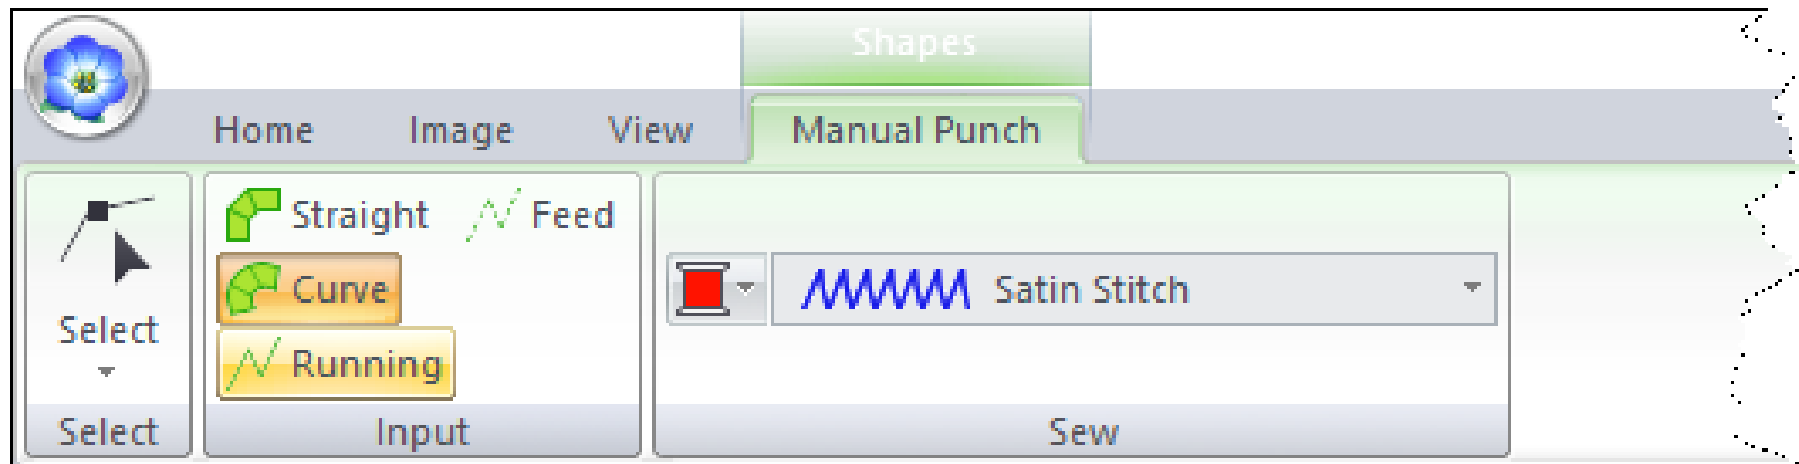 Shapes
Home Image View Manual Punch
Straight Feed
Curve Satin Stitch
Select
Running
Select Input Sew